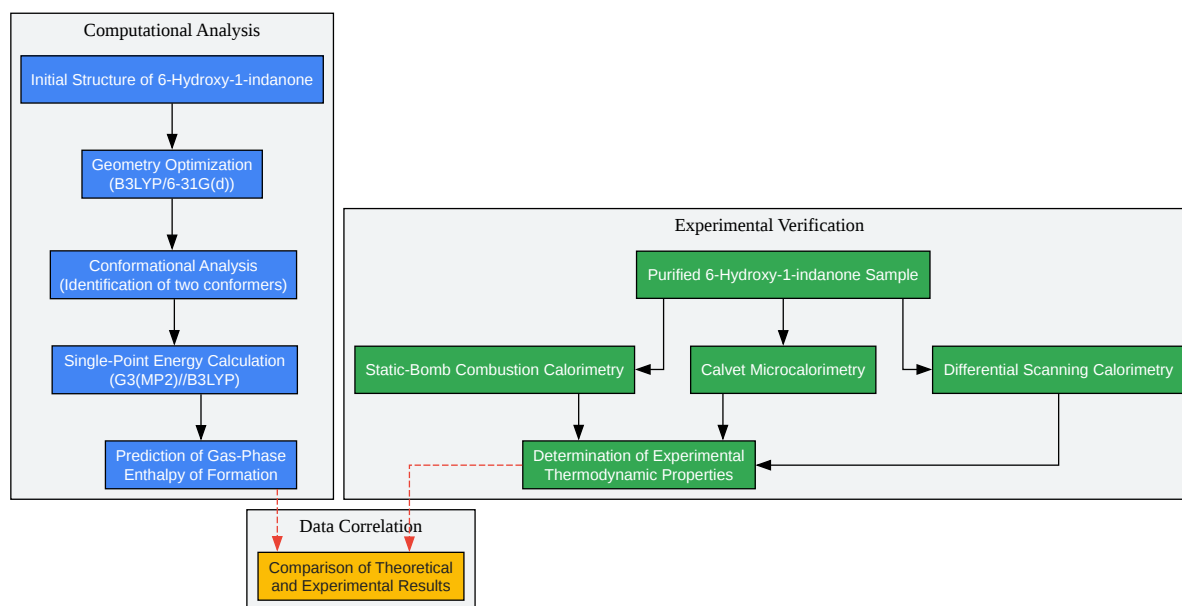 Computational Analysis
Initial Structure of 6-Hydroxy-1-indanone
Geometry Optimization
(B3LYP/6-31G(d))
Conformational Analysis
(Identification of two conformers)
Single-Point Energy Calculation
(G3(MP2)//B3LYP)
Prediction of Gas-Phase
Enthalpy of Formation
Experimental Verification
Purified 6-Hydroxy-1-indanone Sample
Static-Bomb Combustion Calorimetry
Calvet Microcalorimetry
Differential Scanning Calorimetry
Determination of Experimental
Thermodynamic Properties
Data Correlation
Comparison of Theoretical
and Experimental Results